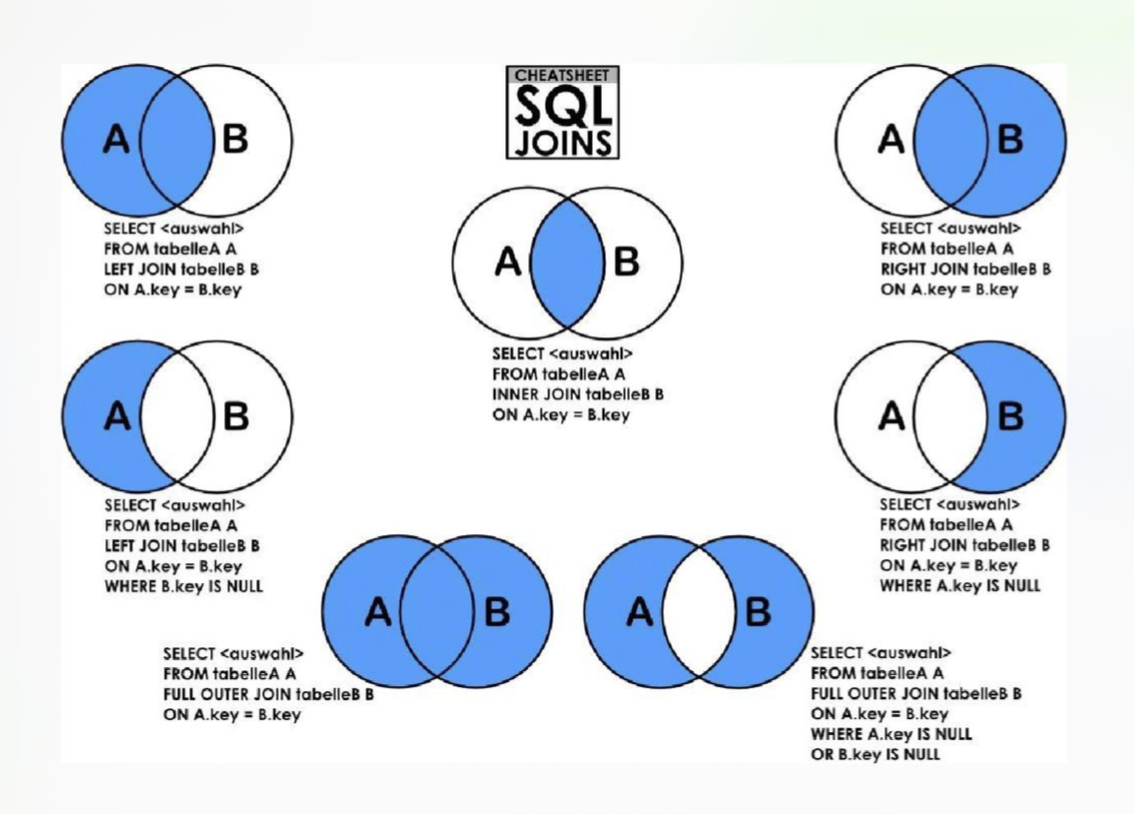 CHEATSHEET
SQL
JOINS
A B
SELECT <auswahl>
FROM tabelleA A
LEFT JOIN tabelleB B
ON A.key = B.key
A B
SELECT <auswahl>
FROM tabelleA A
INNER JOIN tabelleB B
ON A.key = B.key
A B
SELECT <auswahl>
FROM tabelleA A
RIGHT JOIN tabelleB B
ON A.key = B.key
A B
SELECT <auswahl>
FROM tabelleA A
LEFT JOIN tabelleB B
ON A.key = B.key
WHERE B.key IS NULL
A B
SELECT <auswahl>
FROM tabelleA A
RIGHT JOIN tabelleB B
ON A.key = B.key
WHERE A.key IS NULL
A B
SELECT <auswahl>
FROM tabelleA A
FULL OUTER JOIN tabelleB B
ON A.key = B.key
A B
SELECT <auswahl>
FROM tabelleA A
FULL OUTER JOIN tabelleB B
ON A.key = B.key
WHERE A.key IS NULL
OR B.key IS NULL